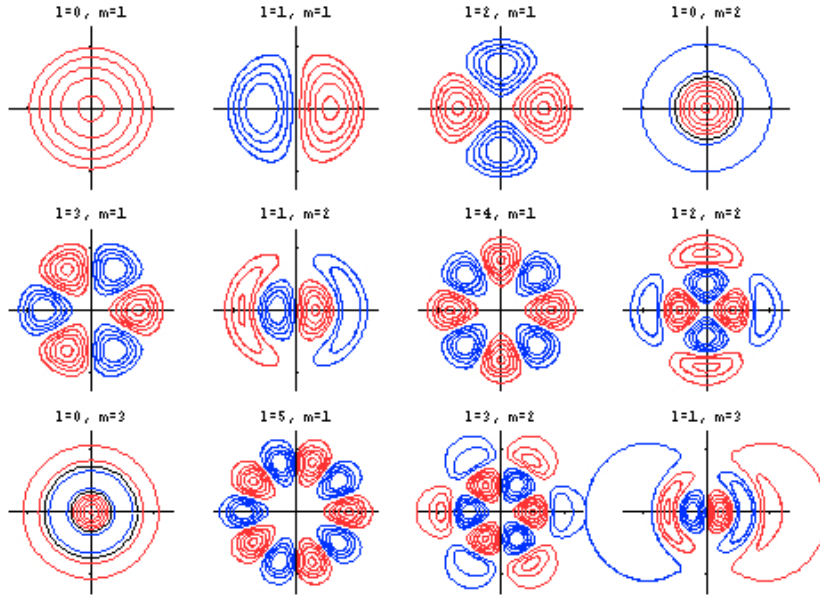 l=0, m=1
l=1, m=1
l=2, m=1
l=0, m=2
l=3, m=1
l=1, m=2
l=4, m=1
l=2, m=2
l=0, m=3
l=5, m=1
l=3, m=2
l=1, m=3